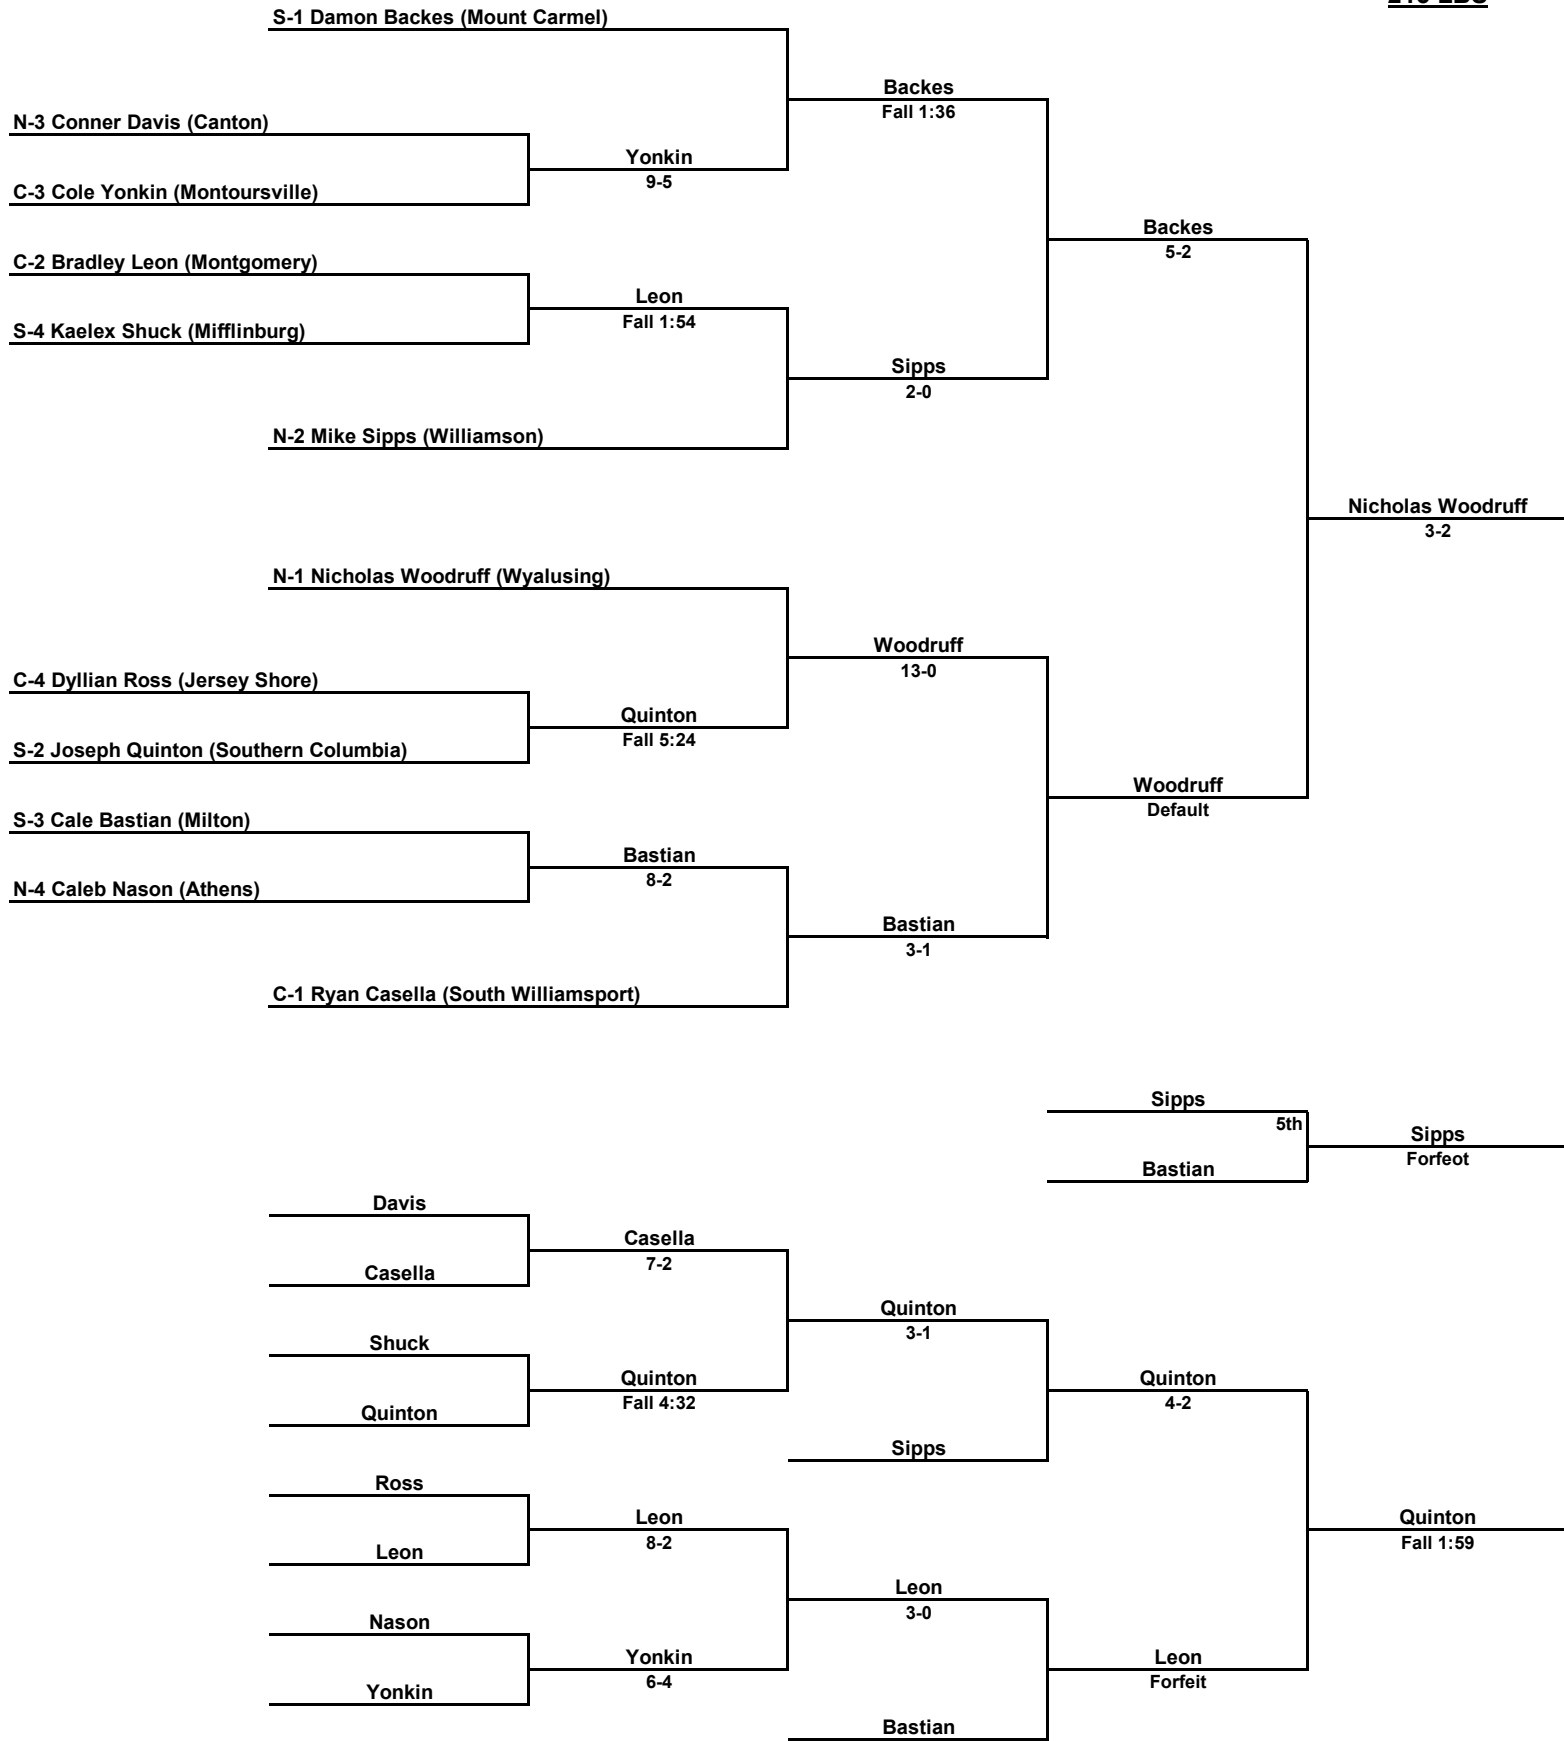 S-1 Damon Backes (Mount Carmel)
Backes
Fall 1:36
N-3 Conner Davis (Canton)
Yonkin
9-5
C-3 Cole Yonkin (Montoursville)
Backes
5-2
C-2 Bradley Leon (Montgomery)
Leon
Fall 1:54
S-4 Kaelex Shuck (Mifflinburg)
Sipps
2-0
N-2 Mike Sipps (Williamson)
Nicholas Woodruff
3-2
N-1 Nicholas Woodruff (Wyalusing)
Woodruff
13-0
C-4 Dyllian Ross (Jersey Shore)
Quinton
Fall 5:24
S-2 Joseph Quinton (Southern Columbia)
Woodruff
Default
S-3 Cale Bastian (Milton)
Bastian
8-2
N-4 Caleb Nason (Athens)
Bastian
3-1
C-1 Ryan Casella (South Williamsport)
Sipps
5th
Sipps
Forfeot
Bastian
Davis
Casella
7-2
Casella
Quinton
3-1
Shuck
Quinton
Fall 4:32
Quinton
4-2
Quinton
Sipps
Ross
Leon
8-2
Quinton
Fall 1:59
Leon
Leon
3-0
Nason
Yonkin
6-4
Leon
Forfeit
Yonkin
Bastian